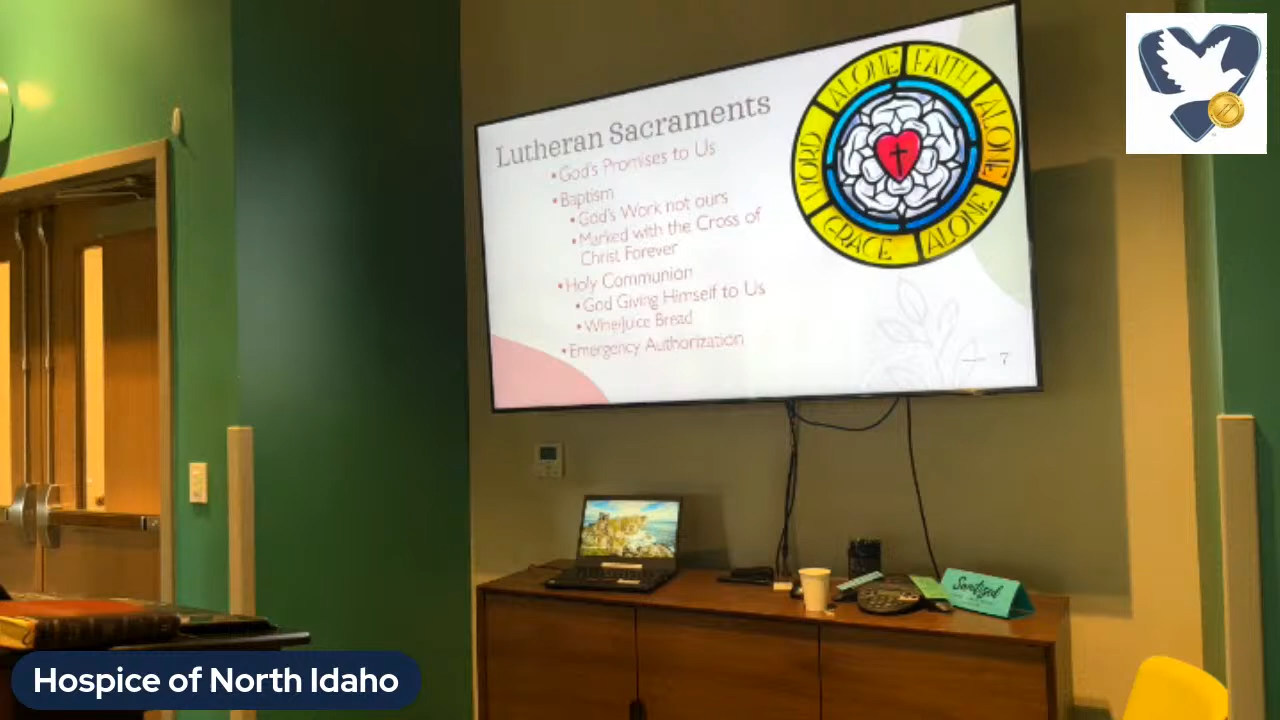 Lutheran Sacraments
•God's Promises to Us
•Baptism
•God's Work not ours
•Marked with the Cross of
Christ Forever
•Holy Communion
•God Giving Himself to Us
•Wine/Juice Bread
•Emergency Authorization
7
ALONE FAITH ALONE ALONE GRACE WORD
Sanitized
Hospice of North Idaho